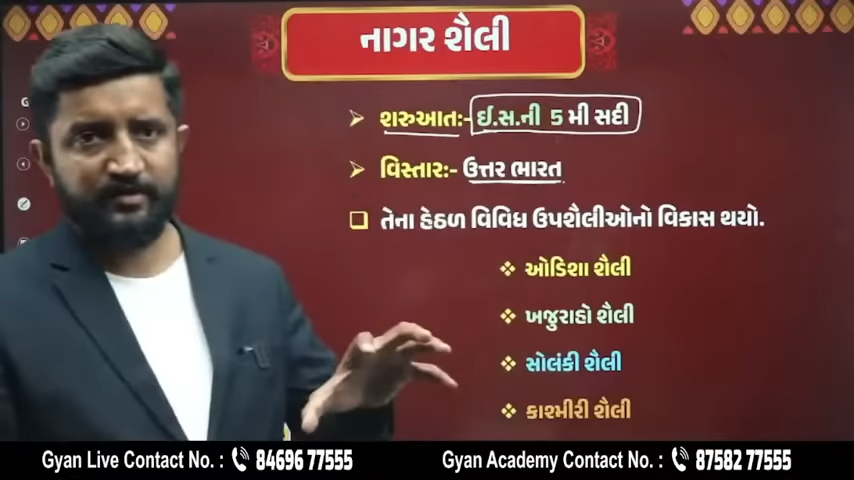 નાગર શૈલી
શરુઆતઃ- ઈ.સ.ની 5 મી સદી
વિસ્તારઃ- ઉત્તર ભારત
તેના હેઠળ વિવિધ ઉપશૈલીઓનો વિકાસ થયો.
ઓડિશા શૈલી
ખજુરાહો શૈલી
સોલંકી શૈલી
કાશ્મીરી શૈલી
Gyan Live Contact No. : 84696 77555
Gyan Academy Contact No. : 87582 77555